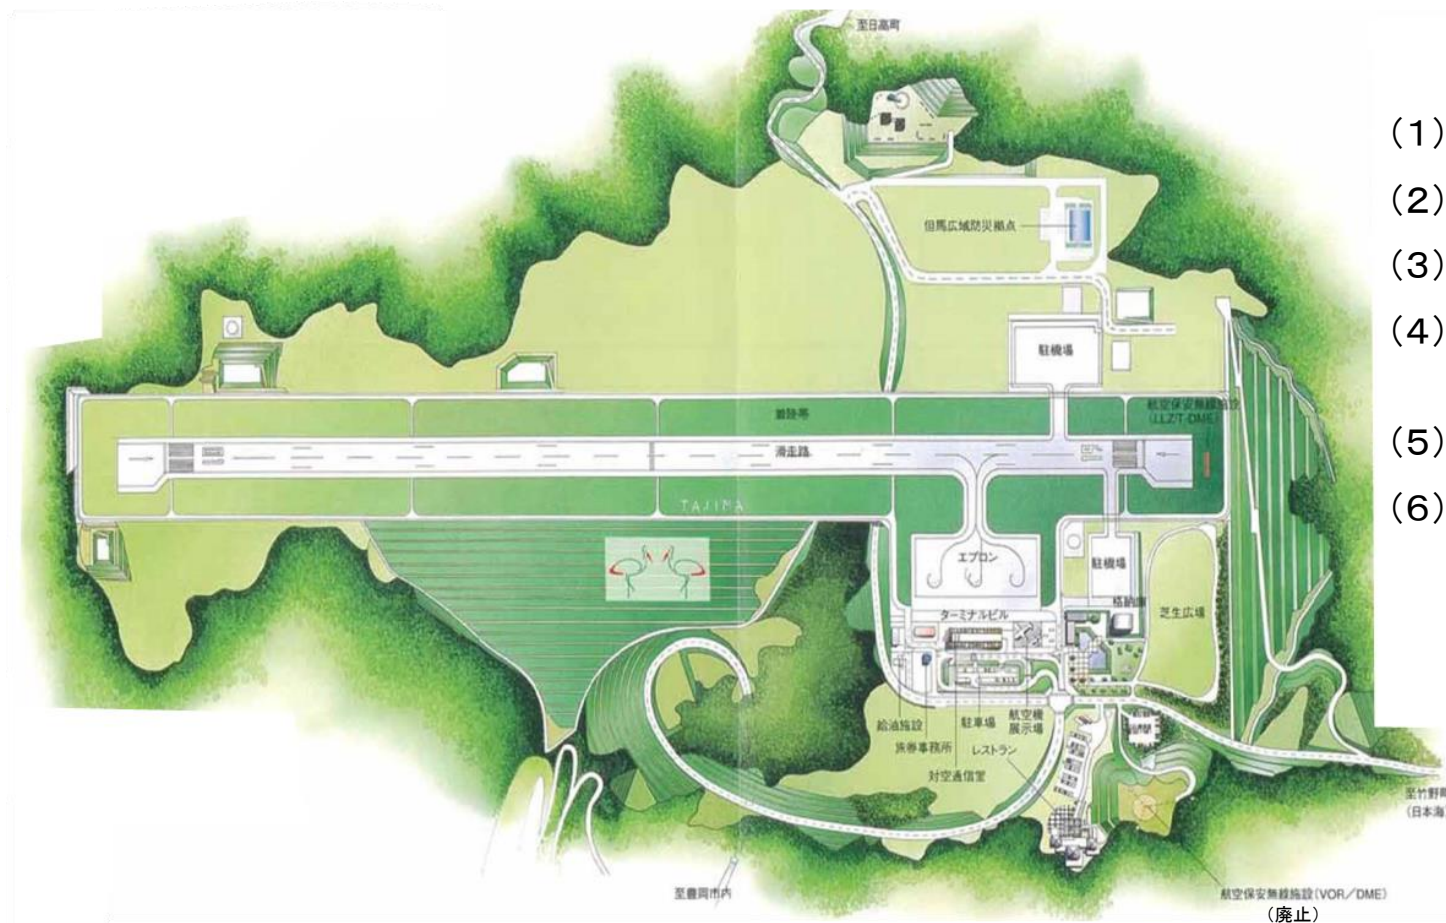 至日高町
(1)
(2)
但馬広域防災拠点
(3)
(4)
駐機場
着陸帯
航空保安無線施設
(LLZ/T-DME)
滑走路
(5)
TAJIMA
(6)
エプロン
駐機場
格納庫
芝生広場
ターミナルビル
給油施設
駐車場
航空機
展示場
旅券事務所
レストラン
対空通信室
至竹野町
(日本海)
至豊岡市内
航空保安無線施設(VOR/DME)
(廃止)